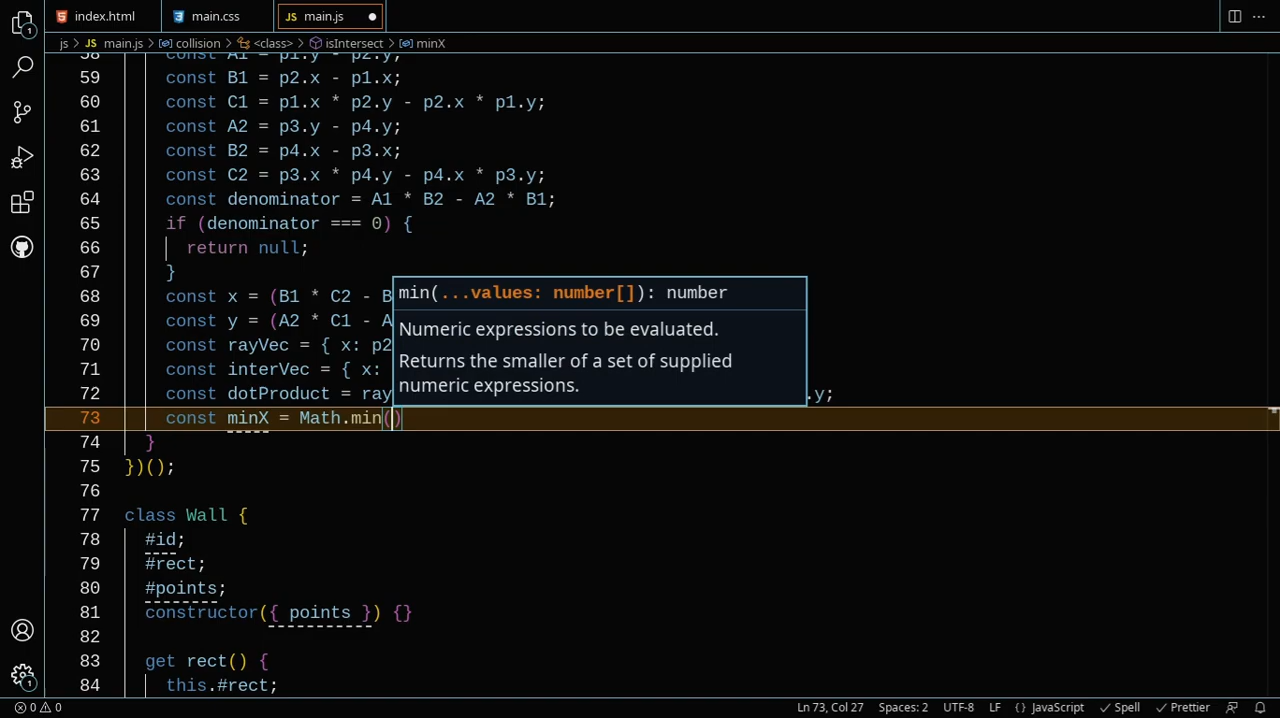 index.html
main.css
JS main.js
js > JS main.js > collision > <class> > isIntersect > minX
58 const A1 = p1.y - p2.y;
59 const B1 = p2.x - p1.x;
60 const C1 = p1.x * p2.y - p2.x * p1.y;
61 const A2 = p3.y - p4.y;
62 const B2 = p4.x - p3.x;
63 const C2 = p3.x * p4.y - p4.x * p3.y;
64 const denominator = A1 * B2 - A2 * B1;
65 if (denominator === 0) {
66 return null;
67 }
68 const x = (B1 * C2 - B
69 const y = (A2 * C1 - A
70 const rayVec = { x: p2
71 const interVec = { x:
72 const dotProduct = ray .y;
73 const minX = Math.min()
min(...values: number[]): number
Numeric expressions to be evaluated.
Returns the smaller of a set of supplied
numeric expressions.
74 }
75 })();
76
77 class Wall {
78 #id;
79 #rect;
80 #points;
81 constructor({ points }) {}
82
83 get rect() {
84 this.#rect;
1
1
0 0
Ln 73, Col 27
Spaces: 2
UTF-8
LF
{} JavaScript
Spell
Prettier